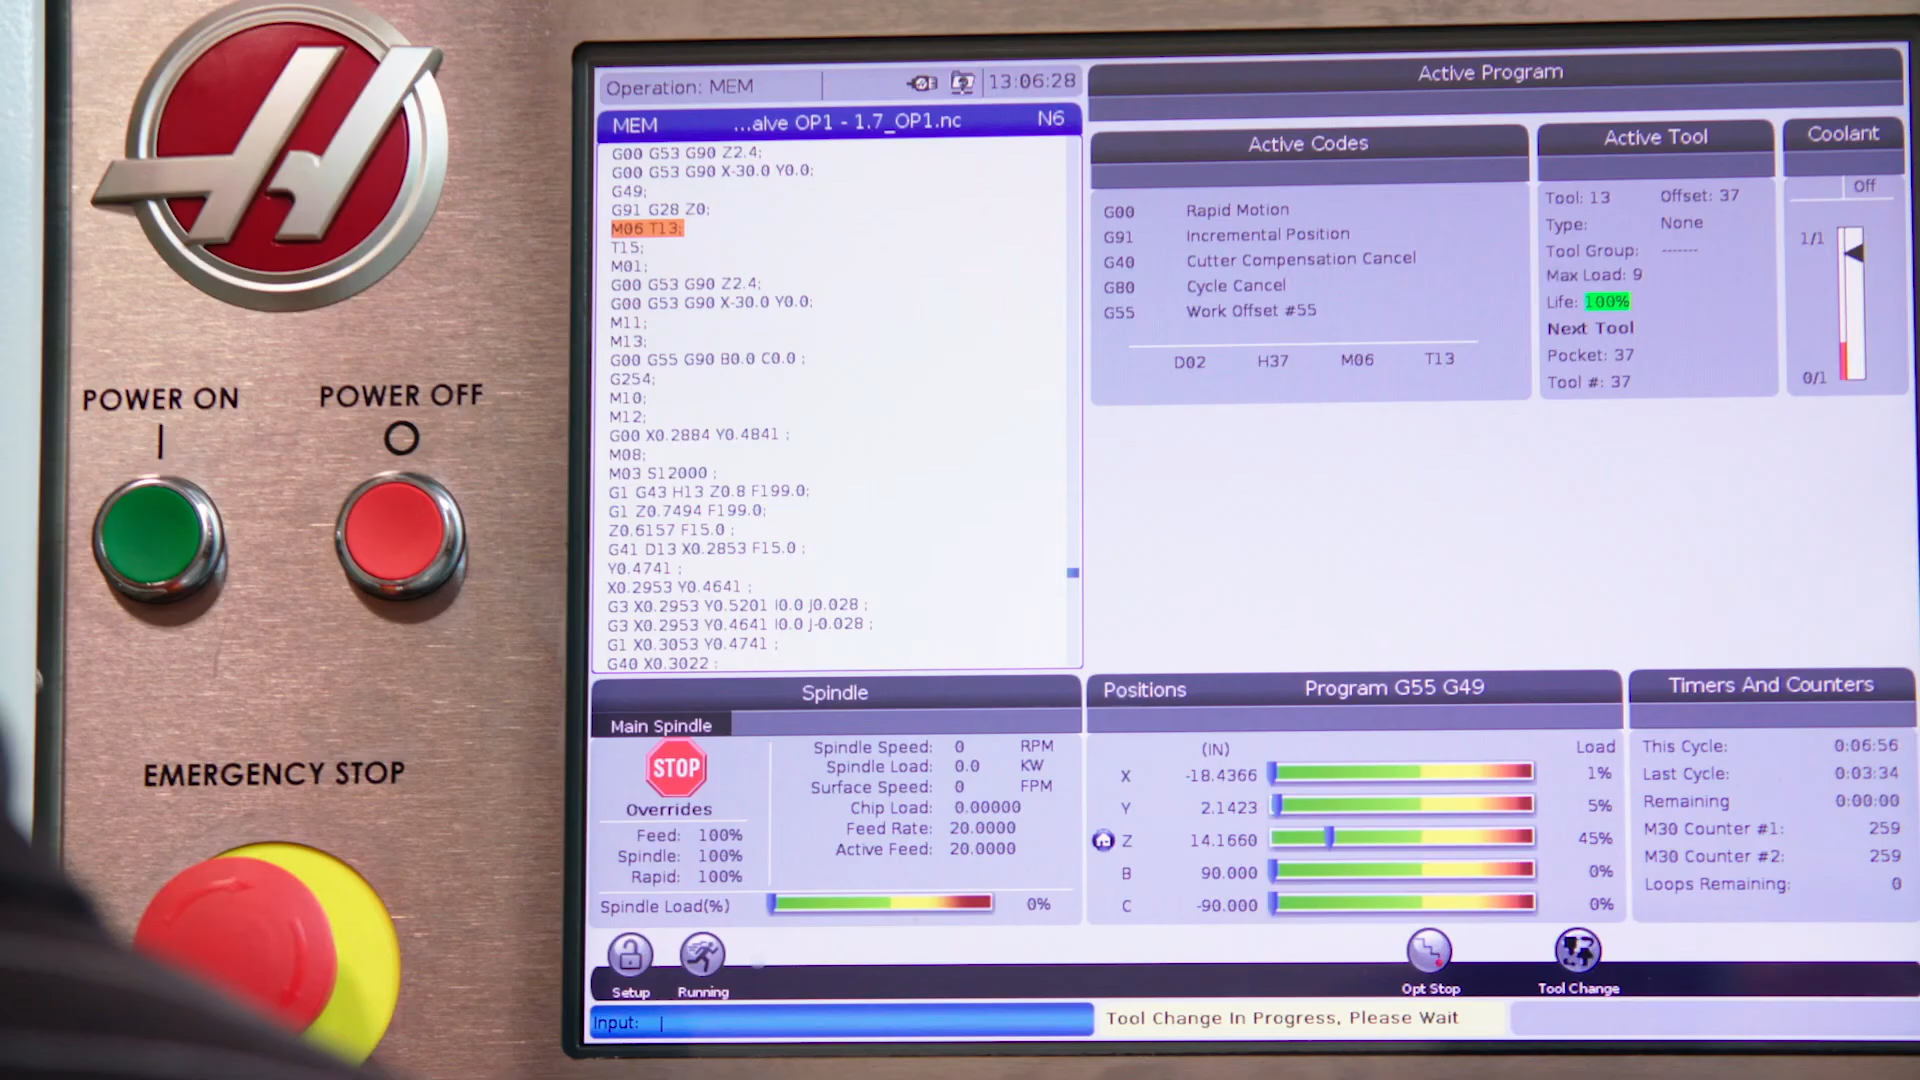 POWER ON
POWER OFF
EMERGENCY STOP
Operation: MEM
13:06:28
MEM ...alve OP1 - 1.7_OP1.nc N6
G00 G53 G90 Z2.4;
G00 G53 G90 X-30.0 Y0.0;
G49;
G91 G28 Z0;
M06 T13;
T15;
M01;
G00 G53 G90 Z2.4;
G00 G53 G90 X-30.0 Y0.0;
M11;
M13;
G00 G55 G90 B0.0 C0.0 ;
G254;
M10;
M12;
G00 X0.2884 Y0.4841 ;
M08;
M03 S12000 ;
G1 G43 H13 Z0.8 F199.0;
G1 Z0.7494 F199.0;
Z0.6157 F15.0 ;
G41 D13 X0.2853 F15.0 ;
Y0.4741 ;
X0.2953 Y0.4641 ;
G3 X0.2953 Y0.5201 I0.0 J0.028 ;
G3 X0.2953 Y0.4641 I0.0 J-0.028 ;
G1 X0.3053 Y0.4741 ;
G40 X0.3022 ;
Active Program
Active Codes
G00 Rapid Motion
G91 Incremental Position
G40 Cutter Compensation Cancel
G80 Cycle Cancel
G55 Work Offset #55
D02 H37 M06 T13
Active Tool
Tool: 13 Offset: 37
Type: None
Tool Group: ------
Max Load: 9
Life: 100%
Next Tool
Pocket: 37
Tool #: 37
Coolant
Off
1/1
0/1
Spindle
Main Spindle
STOP
Overrides
Feed: 100%
Spindle: 100%
Rapid: 100%
Spindle Speed: 0 RPM
Spindle Load: 0.0 KW
Surface Speed: 0 FPM
Chip Load: 0.00000
Feed Rate: 20.0000
Active Feed: 20.0000
Spindle Load(%) 0%
Positions Program G55 G49
(IN) Load
X -18.4366 1%
Y 2.1423 5%
Z 14.1660 45%
B 90.000 0%
C -90.000 0%
Timers And Counters
This Cycle: 0:06:56
Last Cycle: 0:03:34
Remaining 0:00:00
M30 Counter #1: 259
M30 Counter #2: 259
Loops Remaining: 0
Setup
Running
Opt Stop
Tool Change
Input:
Tool Change In Progress, Please Wait